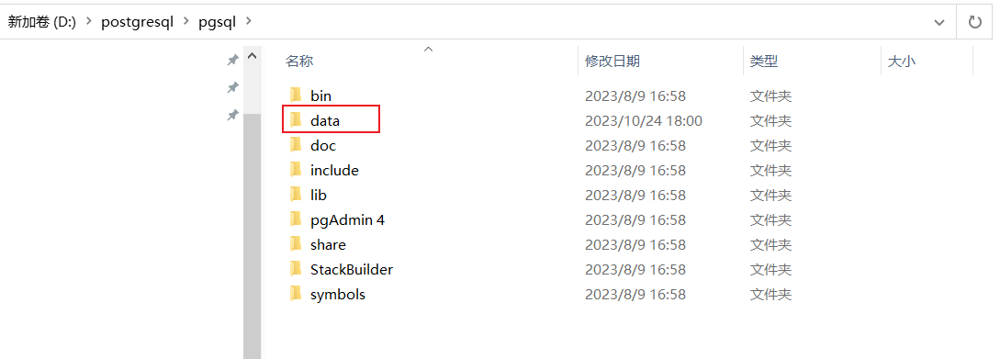 新加卷 (D:) > postgresql > pgsql >
名称 修改日期 类型 大小
bin 2023/8/9 16:58 文件夹
data 2023/10/24 18:00 文件夹
doc 2023/8/9 16:58 文件夹
include 2023/8/9 16:58 文件夹
lib 2023/8/9 16:58 文件夹
pgAdmin 4 2023/8/9 16:58 文件夹
share 2023/8/9 16:58 文件夹
StackBuilder 2023/8/9 16:58 文件夹
symbols 2023/8/9 16:58 文件夹